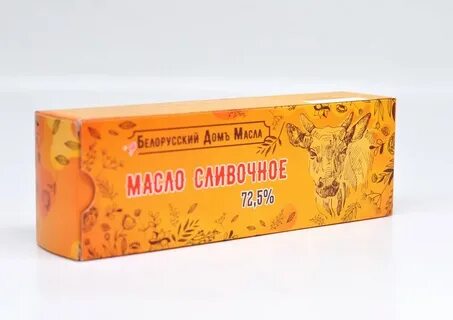 Белорусский Домъ Масла
МАСЛО СЛИВОЧНОЕ
72,5%